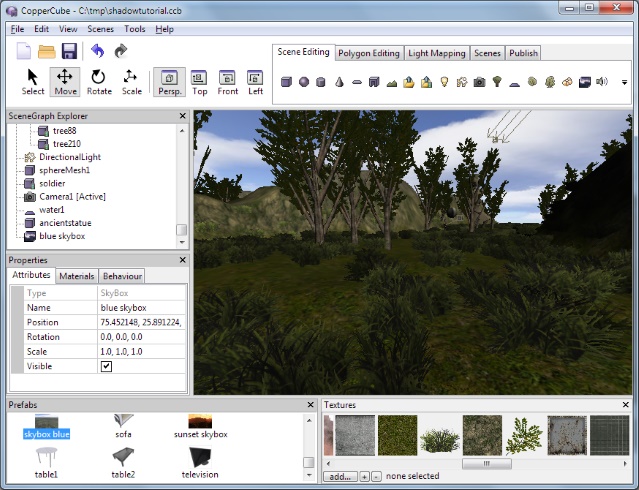 CopperCube - C:\tmp\shadowtutorial.ccb
File Edit View Scenes Tools Help
Scene Editing Polygon Editing Light Mapping Scenes Publish
Select Move Rotate Scale Persp. Top Front Left
SceneGraph Explorer
tree88
tree210
DirectionalLight
sphereMesh1
soldier
Camera1 [Active]
water1
ancientstatue
blue skybox
Properties
Attributes Materials Behaviour
Type SkyBox
Name blue skybox
Position 75.452148, 25.891224,
Rotation 0.0, 0.0, 0.0
Scale 1.0, 1.0, 1.0
Visible
Prefabs
skybox blue sofa sunset skybox
table1 table2 television
Textures
add... + - none selected